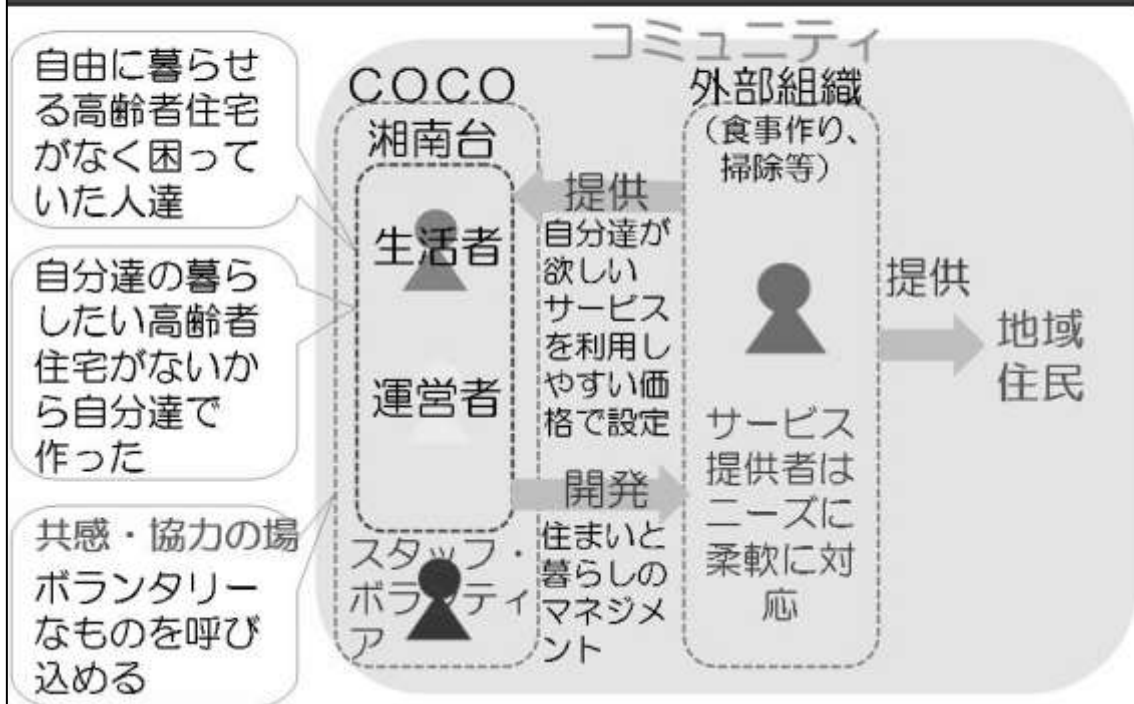 コミュニティ
自由に暮らせ
る高齢者住宅
がなく困って
いた人達
自分達の暮ら
したい高齢者
住宅がないか
ら自分達で
作った
共感・協力の場
ボランタリー
なものを呼び
込める
COCO
湘南台
生活者
運営者
スタッフ・
ボランティ
ア
提供
自分達が
欲しい
サービス
を利用し
やすい価
格で設定
開発
住まいと
暮らしの
マネジメ
ント
外部組織
（食事作り、
掃除等）
サービス
提供者は
ニーズに
柔軟に対
応
提供
地域
住民